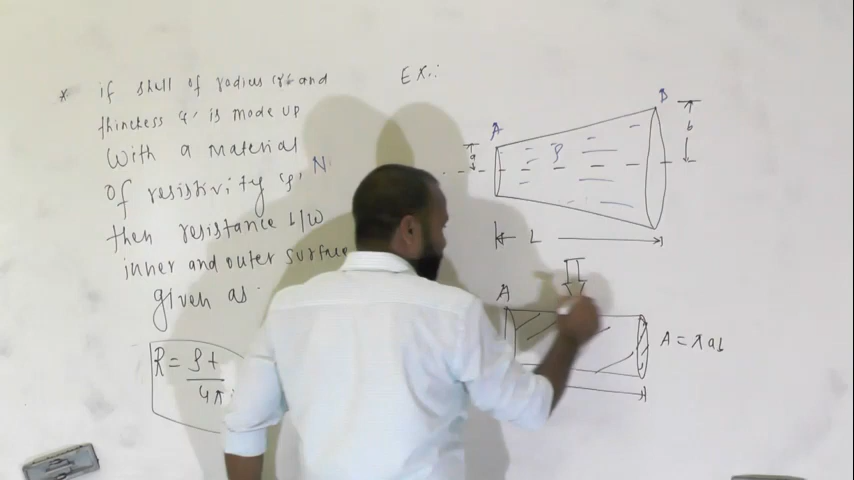 * if shell of radius 'r' and
thickness 't' is made up
With a material
of resistivity 'ρ' N
then resistance b/w
inner and outer surface
given as
R = ρt
4π
Ex:
A
B
a
b
ρ
L
A
A = πab